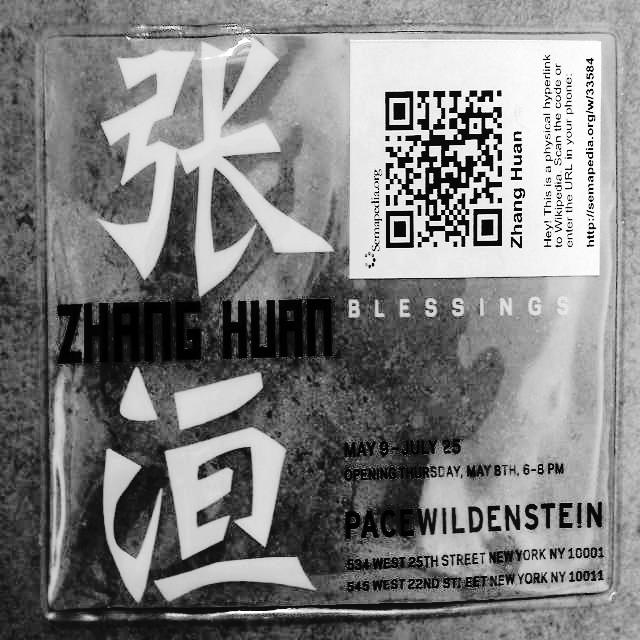 张
ZHANG HUAN
洹
Semapedia.org
Zhang Huan
Hey! This is a physical hyperlink
to Wikipedia. Scan the code or
enter the URL in your phone:
http://semapedia.org/w/33584
BLESSINGS
MAY 9–JULY 25
OPENING THURSDAY, MAY 8TH, 6–8 PM
PACEWILDENSTEIN
534 WEST 25TH STREET NEW YORK NY 10001
545 WEST 22ND STREET NEW YORK NY 10011